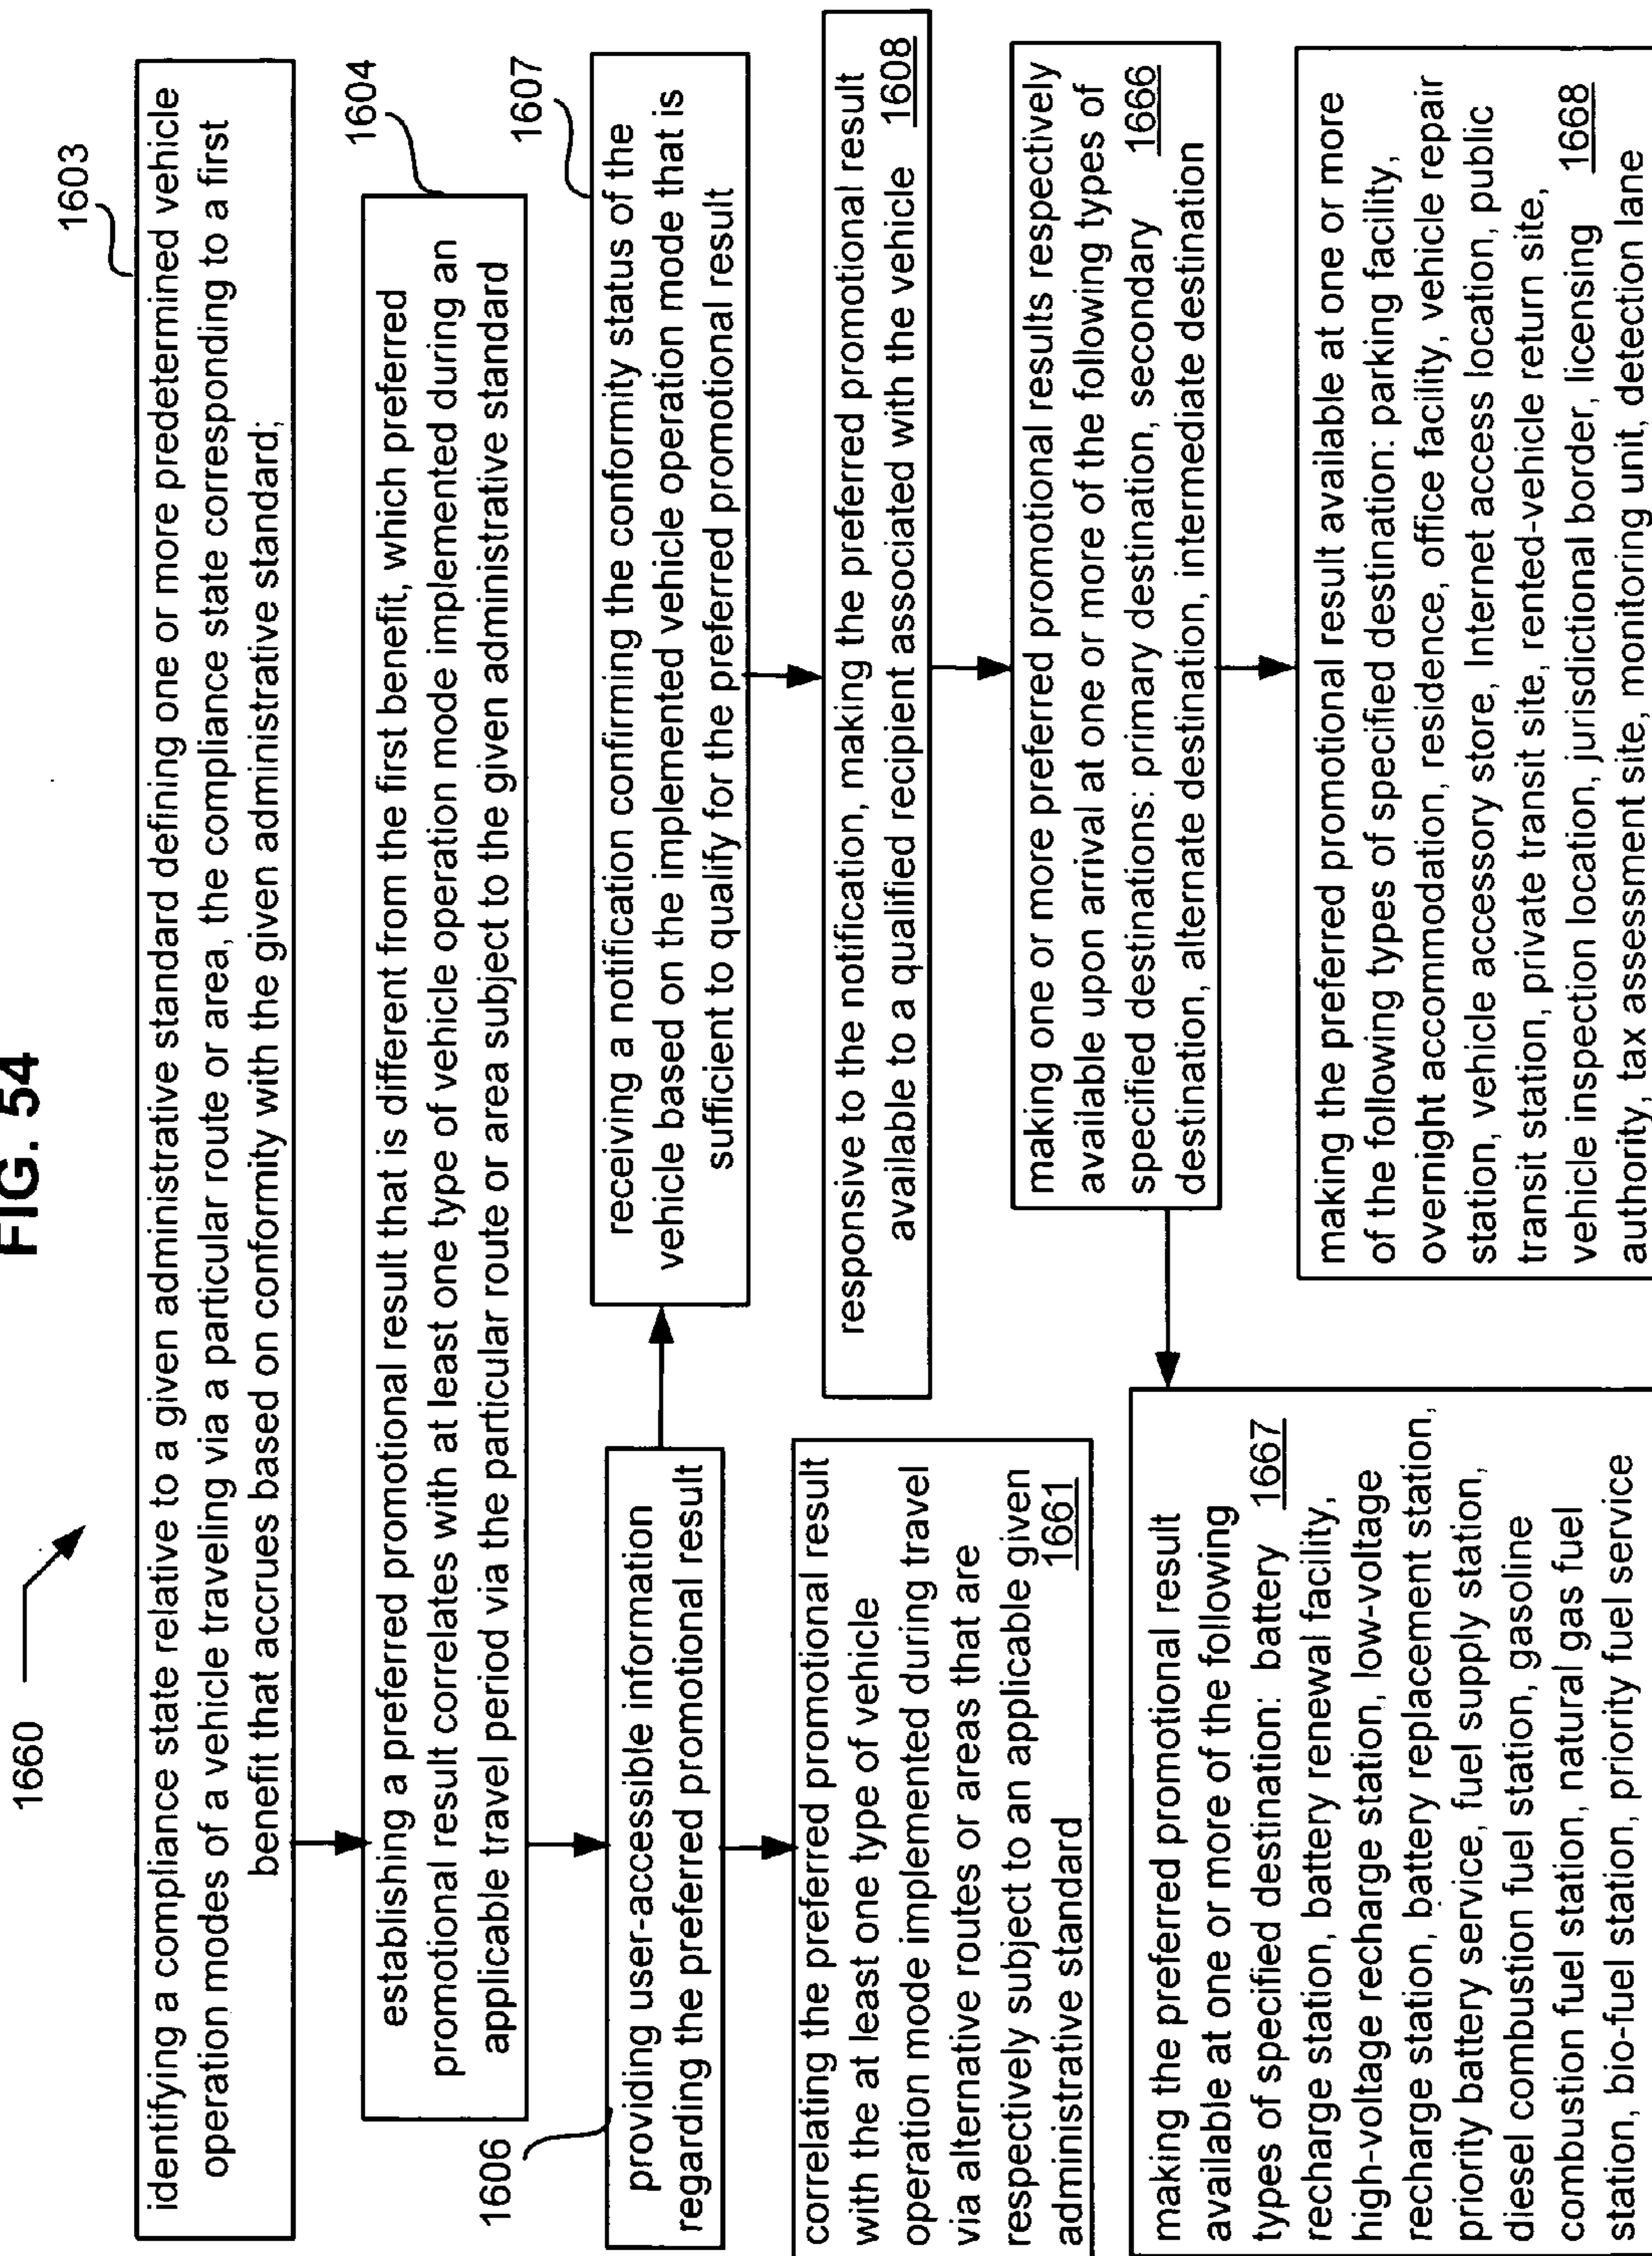 FIG. 54
1660
1603
identifying a compliance state relative to a given administrative standard defining one or more predetermined vehicle
operation modes of a vehicle traveling via a particular route or area, the compliance state corresponding to a first
benefit that accrues based on conformity with the given administrative standard;
1604
establishing a preferred promotional result that is different from the first benefit, which preferred
promotional result correlates with at least one type of vehicle operation mode implemented during an
applicable travel period via the particular route or area subject to the given administrative standard
1606
providing user-accessible information
regarding the preferred promotional result
1607
receiving a notification confirming the conformity status of the
vehicle based on the implemented vehicle operation mode that is
sufficient to qualify for the preferred promotional result
correlating the preferred promotional result
with the at least one type of vehicle
operation mode implemented during travel
via alternative routes or areas that are
respectively subject to an applicable given
administrative standard 1661
responsive to the notification, making the preferred promotional result
available to a qualified recipient associated with the vehicle 1608
making one or more preferred promotional results respectively
available upon arrival at one or more of the following types of
specified destinations: primary destination, secondary 1666
destination, alternate destination, intermediate destination
making the preferred promotional result
available at one or more of the following
types of specified destination: battery 1667
recharge station, battery renewal facility,
high-voltage recharge station, low-voltage
recharge station, battery replacement station,
priority battery service, fuel supply station,
diesel combustion fuel station, gasoline
combustion fuel station, natural gas fuel
station, bio-fuel station, priority fuel service
making the preferred promotional result available at one or more
of the following types of specified destination: parking facility,
overnight accommodation, residence, office facility, vehicle repair
station, vehicle accessory store, Internet access location, public
transit station, private transit site, rented-vehicle return site,
vehicle inspection location, jurisdictional border, licensing 1668
authority, tax assessment site, monitoring unit, detection lane